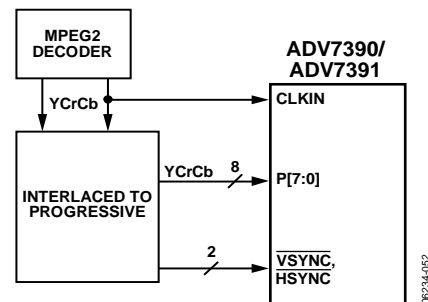 MPEG2
DECODER
YCrCb
ADV7390/
ADV7391
CLKIN
INTERLACED TO
PROGRESSIVE
YCrCb
8
P[7:0]
2
VSYNC,
HSYNC
06234-052